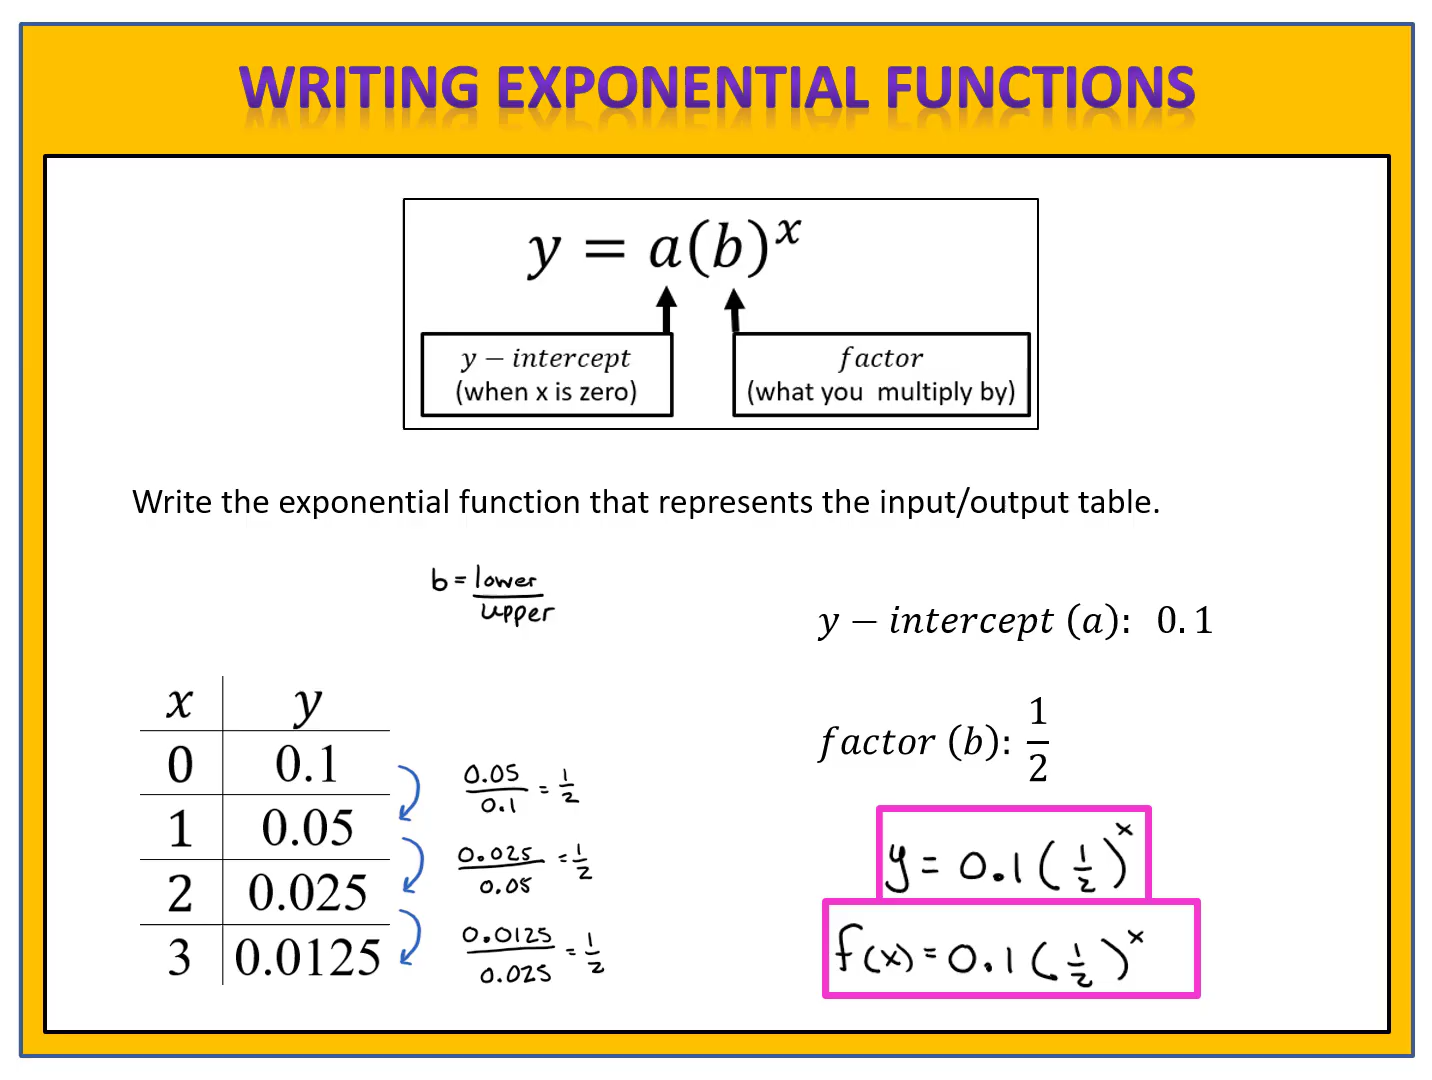 WRITING EXPONENTIAL FUNCTIONS
y = a(b)^x
y − intercept
(when x is zero)
factor
(what you multiply by)
Write the exponential function that represents the input/output table.
b = lower/upper
y − intercept (a): 0.1
factor (b): 1/2
x y
0 0.1
1 0.05
2 0.025
3 0.0125
0.05/0.1 = 1/2
0.025/0.05 = 1/2
0.0125/0.025 = 1/2
y = 0.1(1/2)^x
f(x) = 0.1(1/2)^x